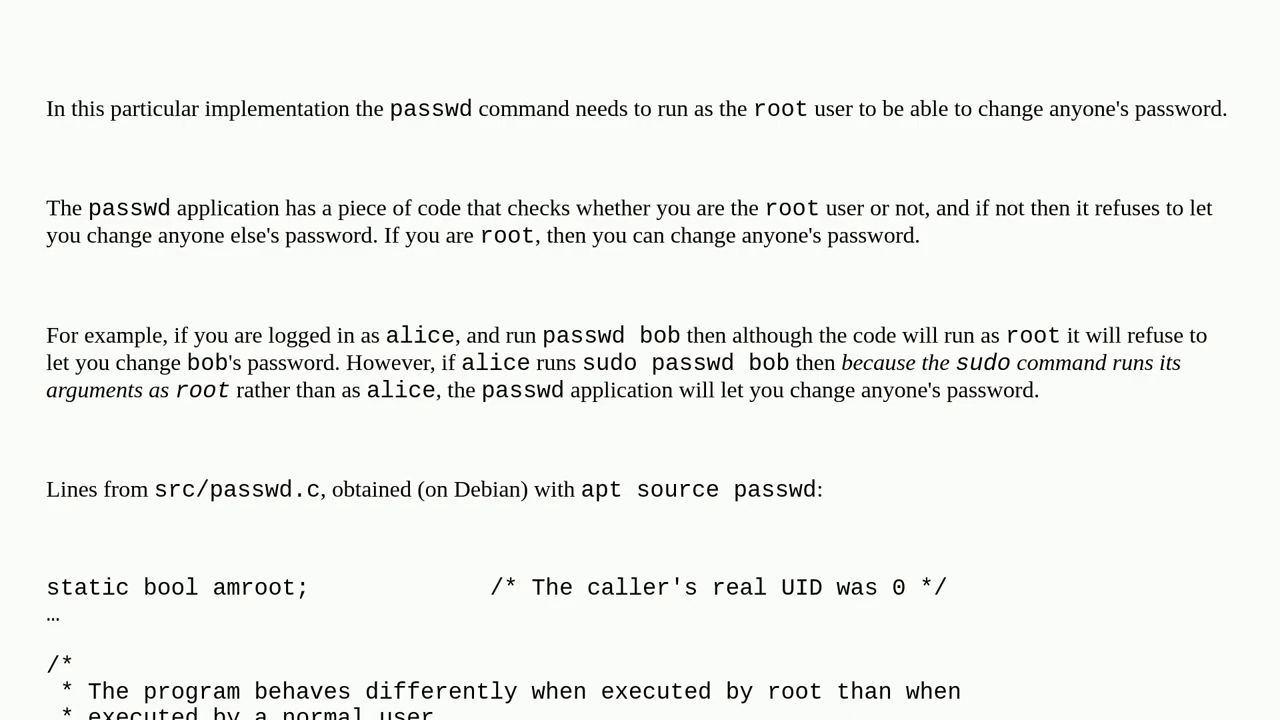 In this particular implementation the passwd command needs to run as the root user to be able to change anyone's password.
The passwd application has a piece of code that checks whether you are the root user or not, and if not then it refuses to let
you change anyone else's password. If you are root, then you can change anyone's password.
For example, if you are logged in as alice, and run passwd bob then although the code will run as root it will refuse to
let you change bob's password. However, if alice runs sudo passwd bob then because the sudo command runs its
arguments as root rather than as alice, the passwd application will let you change anyone's password.
Lines from src/passwd.c, obtained (on Debian) with apt source passwd:
static bool amroot;             /* The caller's real UID was 0 */
…
/*
 * The program behaves differently when executed by root than when
 * executed by a normal user